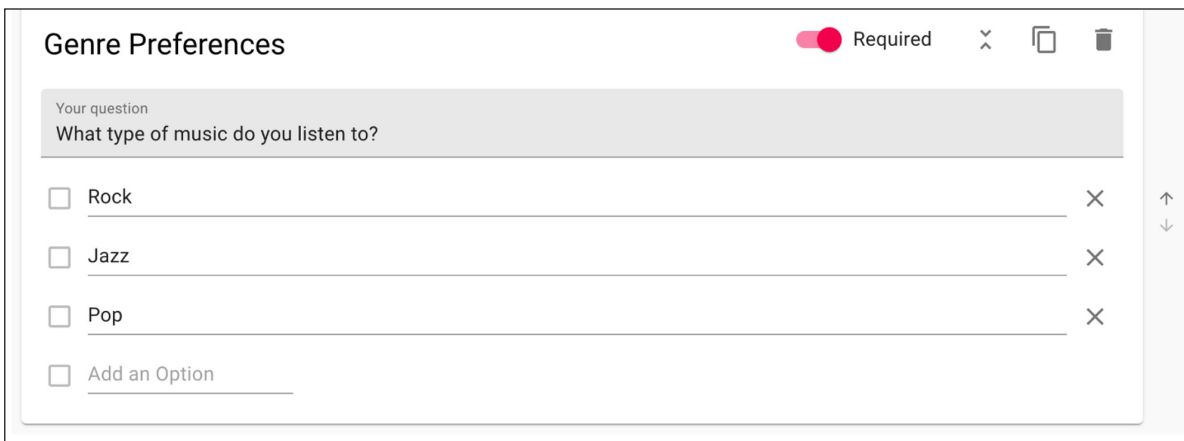 Genre Preferences
Required
Your question
What type of music do you listen to?
Rock
Jazz
Pop
Add an Option